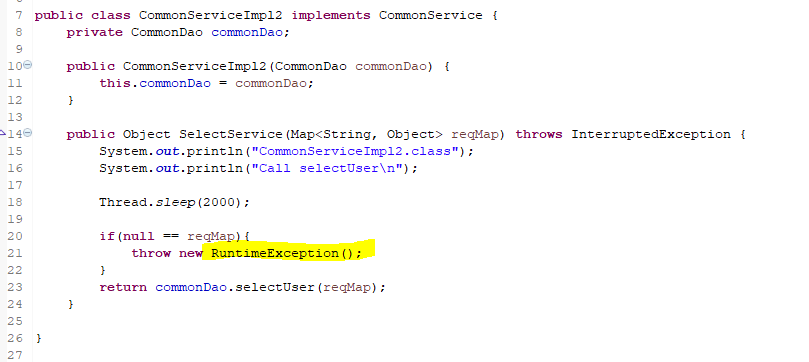 7 public class CommonServiceImpl2 implements CommonService {
8     private CommonDao commonDao;
9
10     public CommonServiceImpl2(CommonDao commonDao) {
11         this.commonDao = commonDao;
12     }
13
14     public Object SelectService(Map<String, Object> reqMap) throws InterruptedException {
15         System.out.println("CommonServiceImpl2.class");
16         System.out.println("Call selectUser\n");
17
18         Thread.sleep(2000);
19
20         if(null == reqMap){
21             throw new RuntimeException();
22         }
23         return commonDao.selectUser(reqMap);
24     }
25
26 }
27